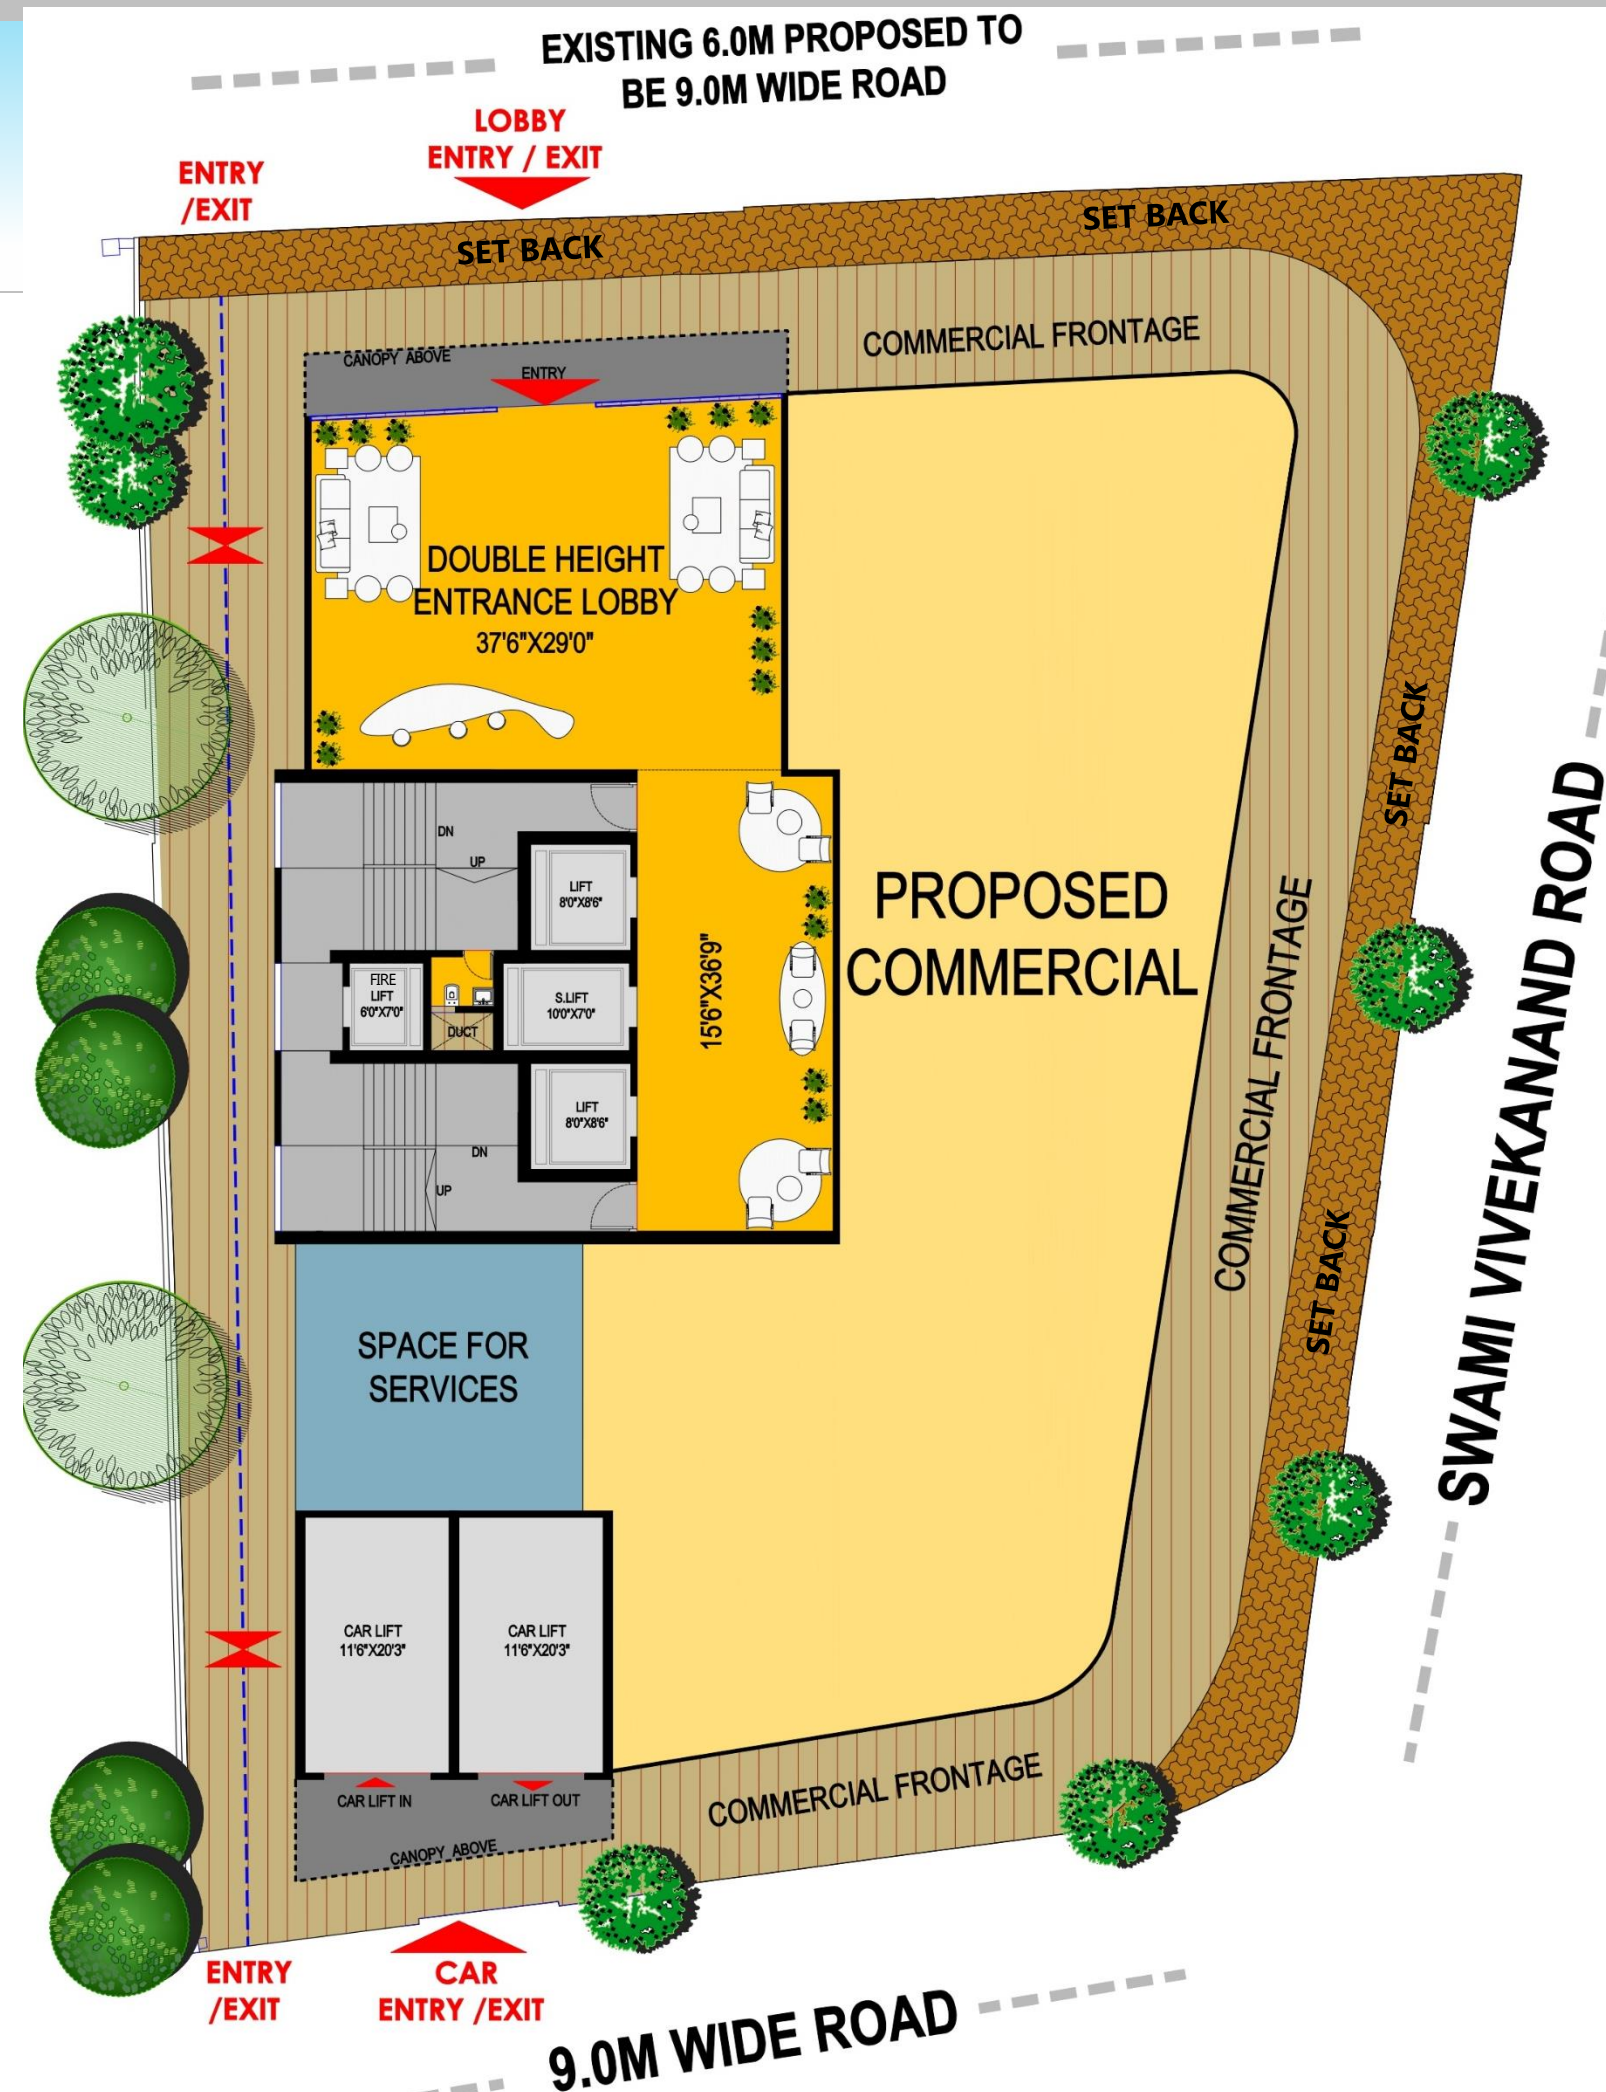 EXISTING 6.0M PROPOSED TO
BE 9.0M WIDE ROAD
LOBBY
ENTRY / EXIT
ENTRY
/EXIT
SET BACK
SET BACK
COMMERCIAL FRONTAGE
CANOPY ABOVE
ENTRY
DOUBLE HEIGHT
ENTRANCE LOBBY
37'6"X29'0"
SET BACK
SWAMI VIVEKANAND ROAD
DN
UP
LIFT
8'0"X8'6"
PROPOSED
COMMERCIAL
COMMERCIAL FRONTAGE
15'6"X36'9"
FIRE
LIFT
6'0"X7'0"
S.LIFT
10'0"X7'0"
DUCT
LIFT
8'0"X8'6"
DN
UP
SET BACK
SPACE FOR
SERVICES
CAR LIFT
11'6"X20'3"
CAR LIFT
11'6"X20'3"
CAR LIFT IN
CAR LIFT OUT
COMMERCIAL FRONTAGE
CANOPY ABOVE
ENTRY
/EXIT
CAR
ENTRY /EXIT
9.0M WIDE ROAD